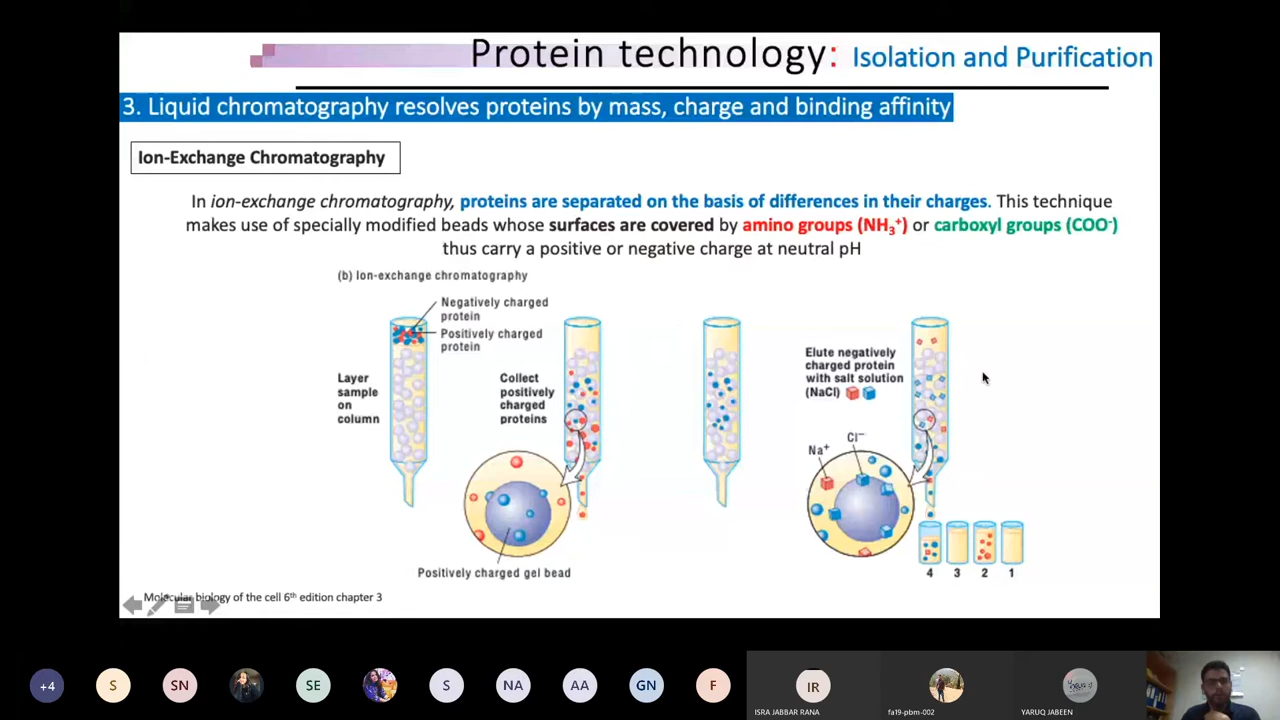 Protein technology: Isolation and Purification
3. Liquid chromatography resolves proteins by mass, charge and binding affinity
Ion-Exchange Chromatography
In ion-exchange chromatography, proteins are separated on the basis of differences in their charges. This technique
makes use of specially modified beads whose surfaces are covered by amino groups (NH₃⁺) or carboxyl groups (COO⁻)
thus carry a positive or negative charge at neutral pH
(b) Ion-exchange chromatography
Negatively charged
protein
Positively charged
protein
Layer
sample
on
column
Collect
positively
charged
proteins
Positively charged gel bead
Elute negatively
charged protein
with salt solution
(NaCl)
Na⁺
Cl⁻
4 3 2 1
Molecular biology of the cell 6th edition chapter 3
+4
S
SN
SE
S
NA
AA
GN
F
IR
ISRA JABBAR RANA
fa19-pbm-002
YARUQ JABEEN